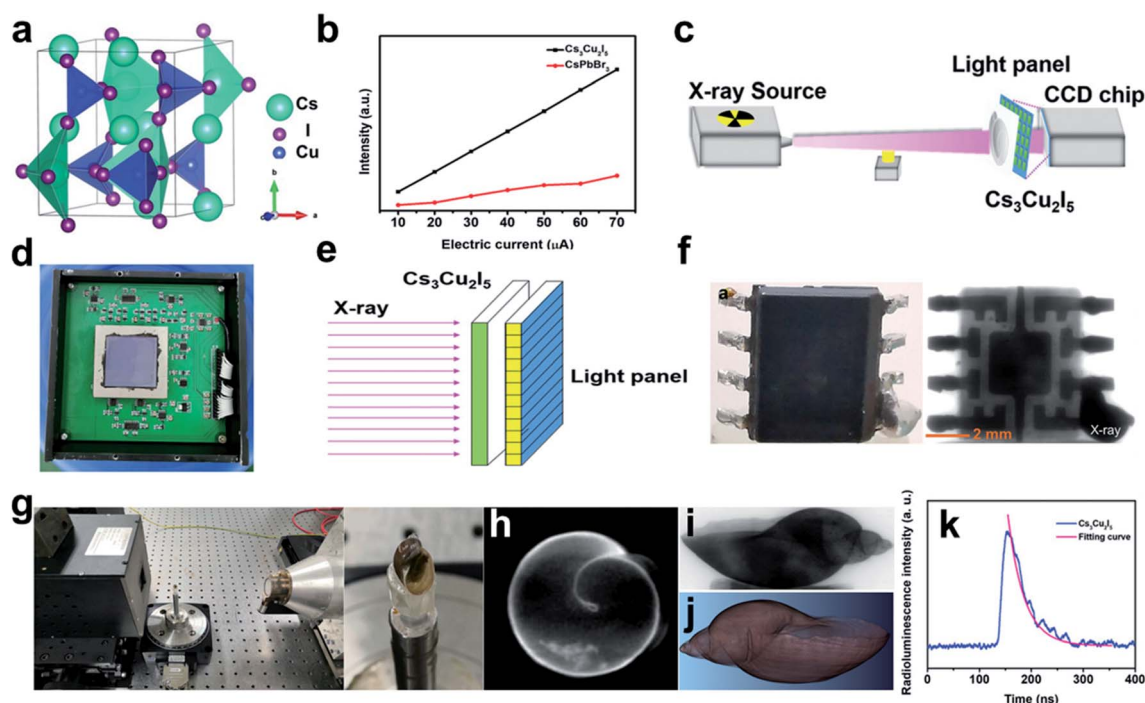 a
Cs
I
Cu
b
a
c
b
Intensity (a.u.)
Cs₃Cu₂I₅
CsPbBr₃
10 20 30 40 50 60 70
Electric current (μA)
c
X-ray Source
Light panel
CCD chip
Cs₃Cu₂I₅
d
e
Cs₃Cu₂I₅
X-ray
Light panel
f
a
2 mm
X-ray
g
h
i
j
k
Radioluminescence intensity (a. u.)
Cs₃Cu₂I₅
Fitting curve
0 100 200 300 400
Time (ns)